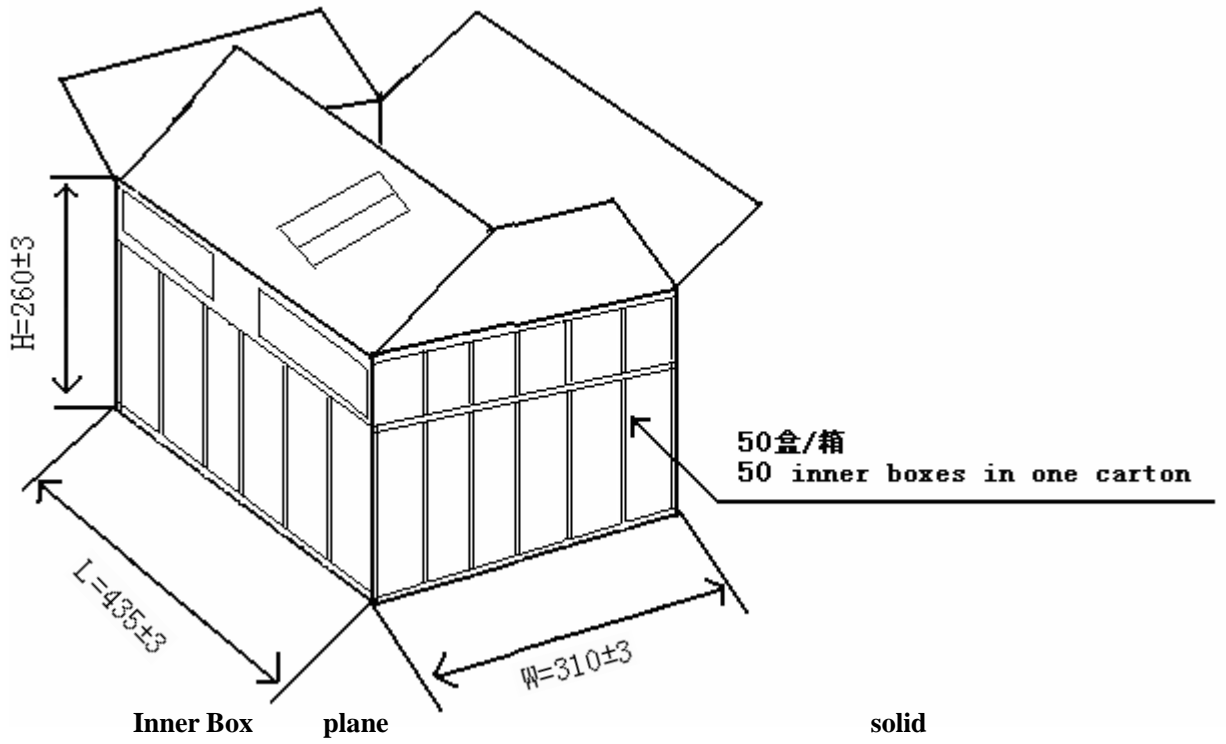 H=260±3
50盒/箱
50 inner boxes in one carton
L=435±3
W=310±3
Inner Box plane solid